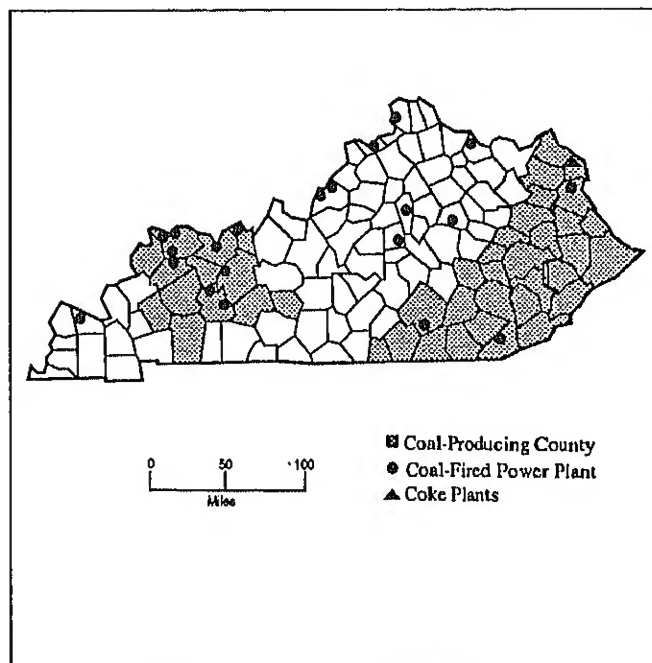 Coal-Producing County
Coal-Fired Power Plant
Coke Plants
0 50 100
Miles